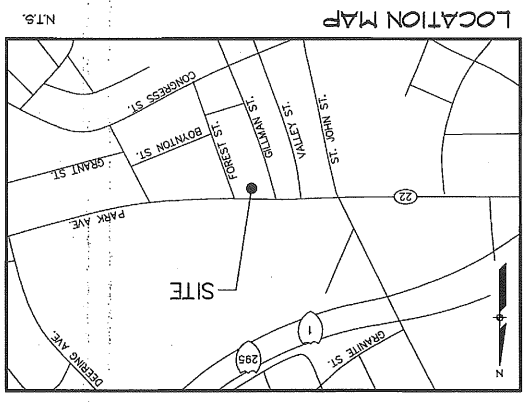 N
GRANITE ST.
1
295
DEERING AVE.
SITE
22
PARK AVE.
ST. JOHN ST.
VALLEY ST.
GILLMAN ST.
FOREST ST.
BOYNTON ST.
GRANT ST.
CONGRESS ST.
LOCATION MAP
N.T.S.